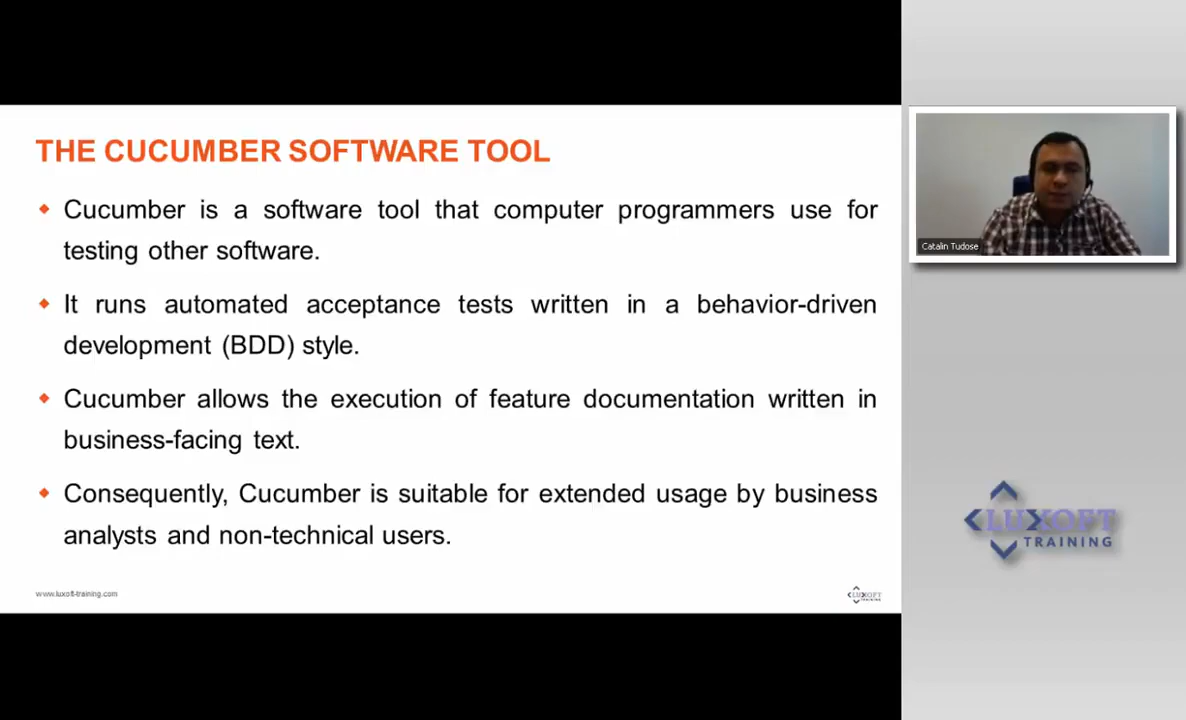 THE CUCUMBER SOFTWARE TOOL
Cucumber is a software tool that computer programmers use for
testing other software.
It runs automated acceptance tests written in a behavior-driven
development (BDD) style.
Cucumber allows the execution of feature documentation written in
business-facing text.
Consequently, Cucumber is suitable for extended usage by business
analysts and non-technical users.
www.luxoft-training.com
LUXOFT
TRAINING
Catalin Tudose
LUXOFT
TRAINING